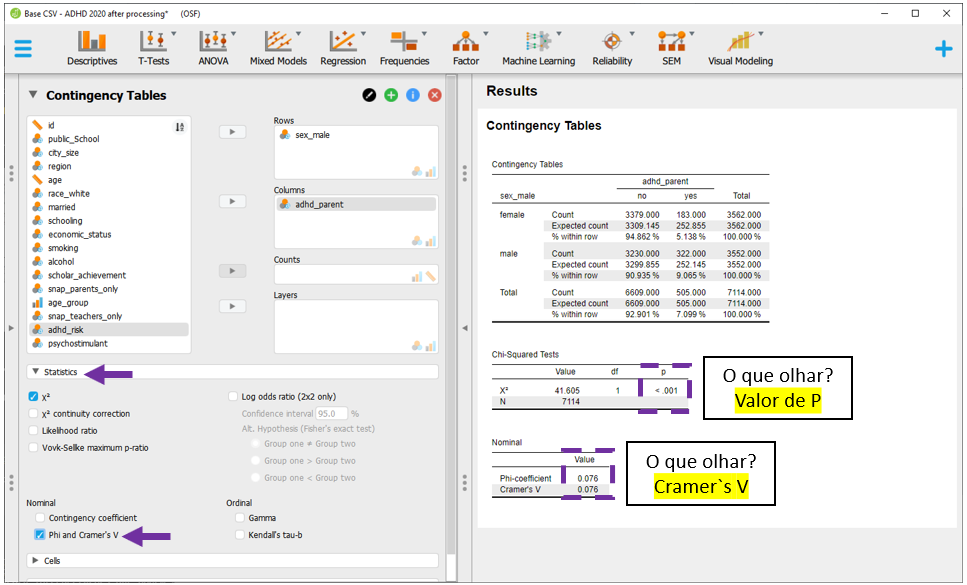 Base CSV - ADHD 2020 after processing* (OSF)
Descriptives T-Tests ANOVA Mixed Models Regression Frequencies Factor Machine Learning Reliability SEM Visual Modeling
Contingency Tables
id
public_School
city_size
region
age
race_white
married
schooling
economic_status
smoking
alcohol
scholar_achievement
snap_parents_only
age_group
snap_teachers_only
adhd_risk
psychostimulant
Rows
sex_male
Columns
adhd_parent
Counts
Layers
Statistics
X²
X² continuity correction
Likelihood ratio
Vovk-Sellke maximum p-ratio
Log odds ratio (2x2 only)
Confidence interval 95.0 %
Alt. Hypothesis (Fisher's exact test)
Group one ≠ Group two
Group one > Group two
Group one < Group two
Nominal
Contingency coefficient
Phi and Cramer's V
Ordinal
Gamma
Kendall's tau-b
Cells
Results
Contingency Tables
Contingency Tables
adhd_parent
sex_male no yes Total
female Count 3379.000 183.000 3562.000
Expected count 3309.145 252.855 3562.000
% within row 94.862 % 5.138 % 100.000 %
male Count 3230.000 322.000 3552.000
Expected count 3299.855 252.145 3552.000
% within row 90.935 % 9.065 % 100.000 %
Total Count 6609.000 505.000 7114.000
Expected count 6609.000 505.000 7114.000
% within row 92.901 % 7.099 % 100.000 %
Chi-Squared Tests
Value df p
X² 41.605 1 < .001
N 7114
O que olhar?
Valor de P
Nominal
Value
Phi-coefficient 0.076
Cramer's V 0.076
O que olhar?
Cramer`s V